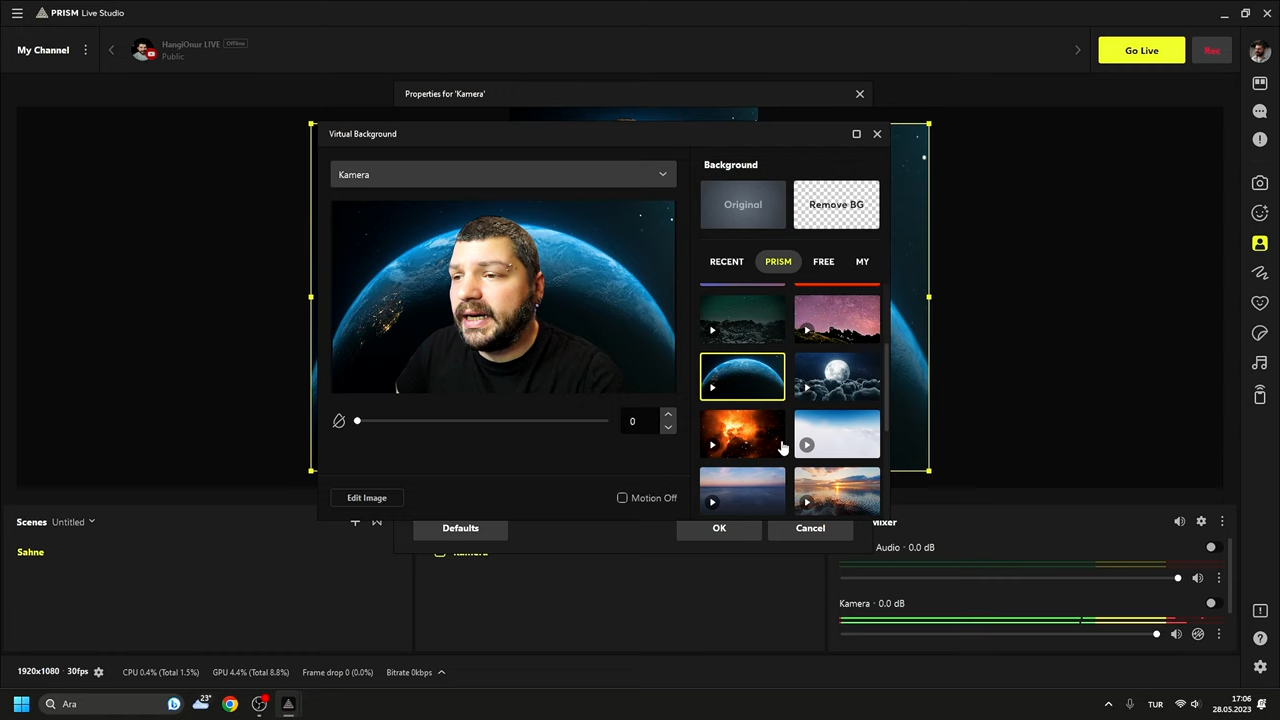 PRISM Live Studio
My Channel
HangiOnur LIVE
Offline
Public
Go Live
Rec
Properties for 'Kamera'
Virtual Background
Kamera
Background
Original
Remove BG
RECENT
PRISM
FREE
MY
0
Edit Image
Motion Off
Defaults
OK
Cancel
Scenes Untitled
Mixer
Sahne
Kamera
Audio · 0.0 dB
Kamera · 0.0 dB
1920x1080 · 30fps
CPU 0.4% (Total 1.5%)
GPU 4.4% (Total 8.8%)
Frame drop 0 (0.0%)
Bitrate 0kbps
Ara
23°
TUR
17:06
28.05.2023